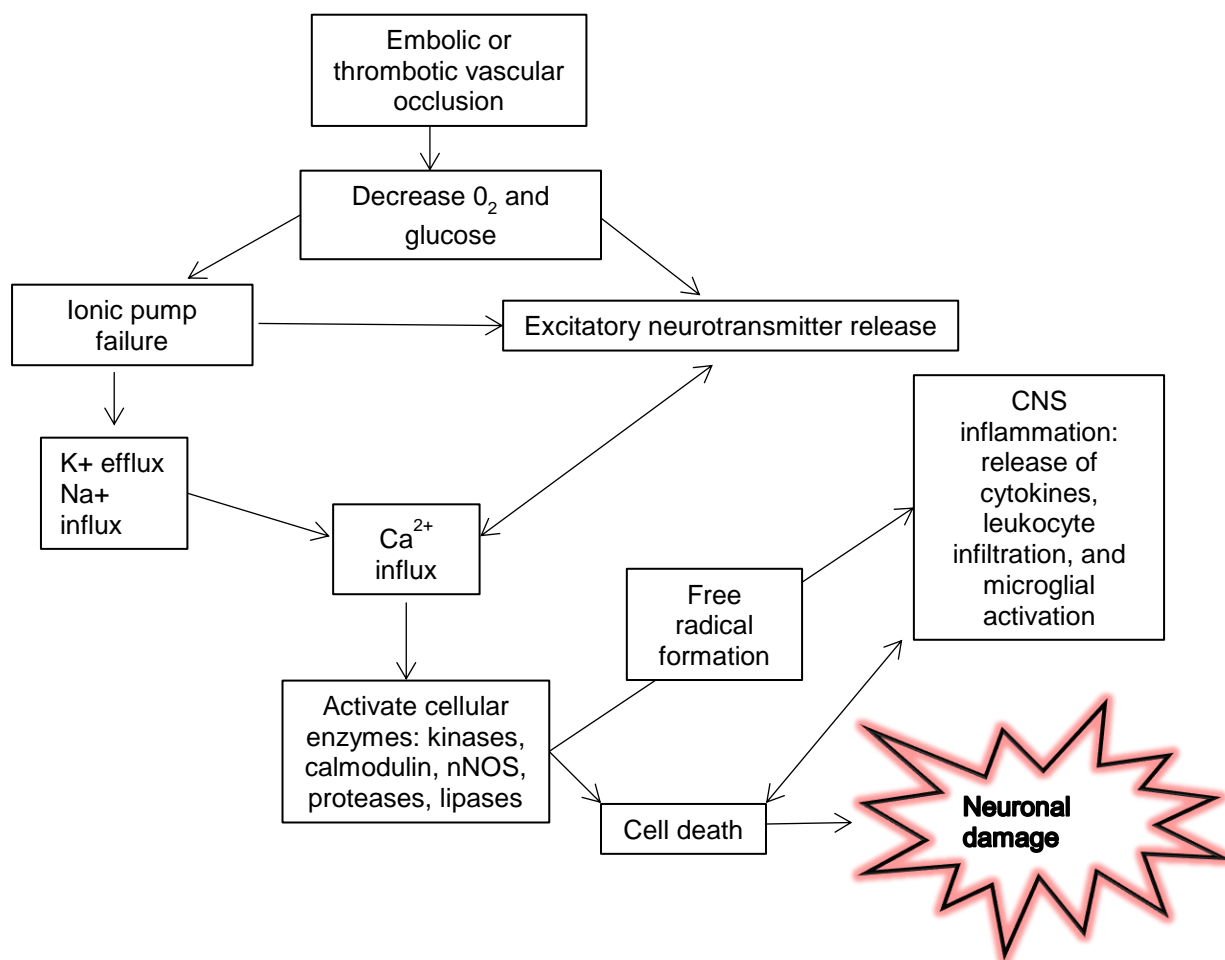 Embolic or
thrombotic vascular
occlusion
Decrease 0₂ and
glucose
Ionic pump
failure
Excitatory neurotransmitter release
K+ efflux
Na+
influx
Ca²⁺
influx
CNS
inflammation:
release of
cytokines,
leukocyte
infiltration, and
microglial
activation
Free
radical
formation
Activate cellular
enzymes: kinases,
calmodulin, nNOS,
proteases, lipases
Cell death
Neuronal
damage